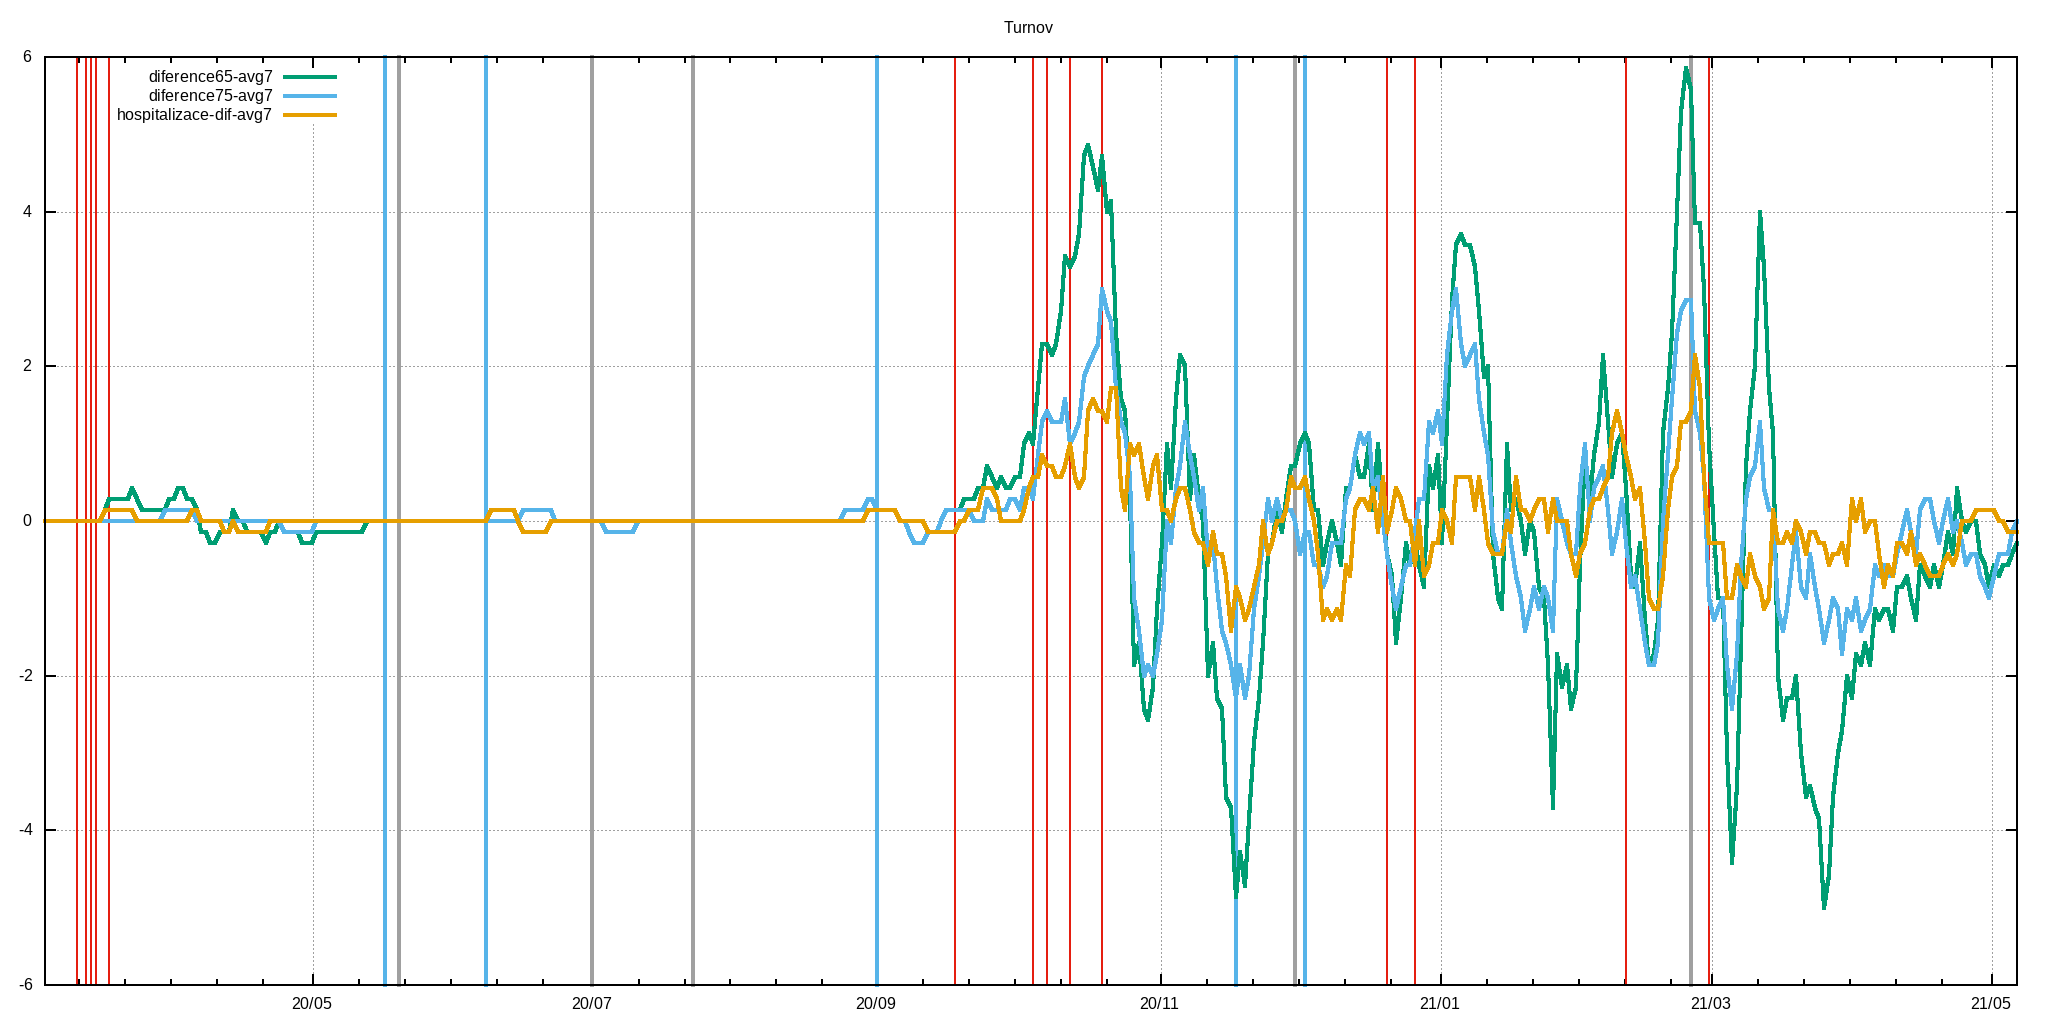 Turnov
6
diference65-avg7
diference75-avg7
hospitalizace-dif-avg7
4
2
0
-2
-4
-6
20/05 20/07 20/09 20/11 21/01 21/03 21/05